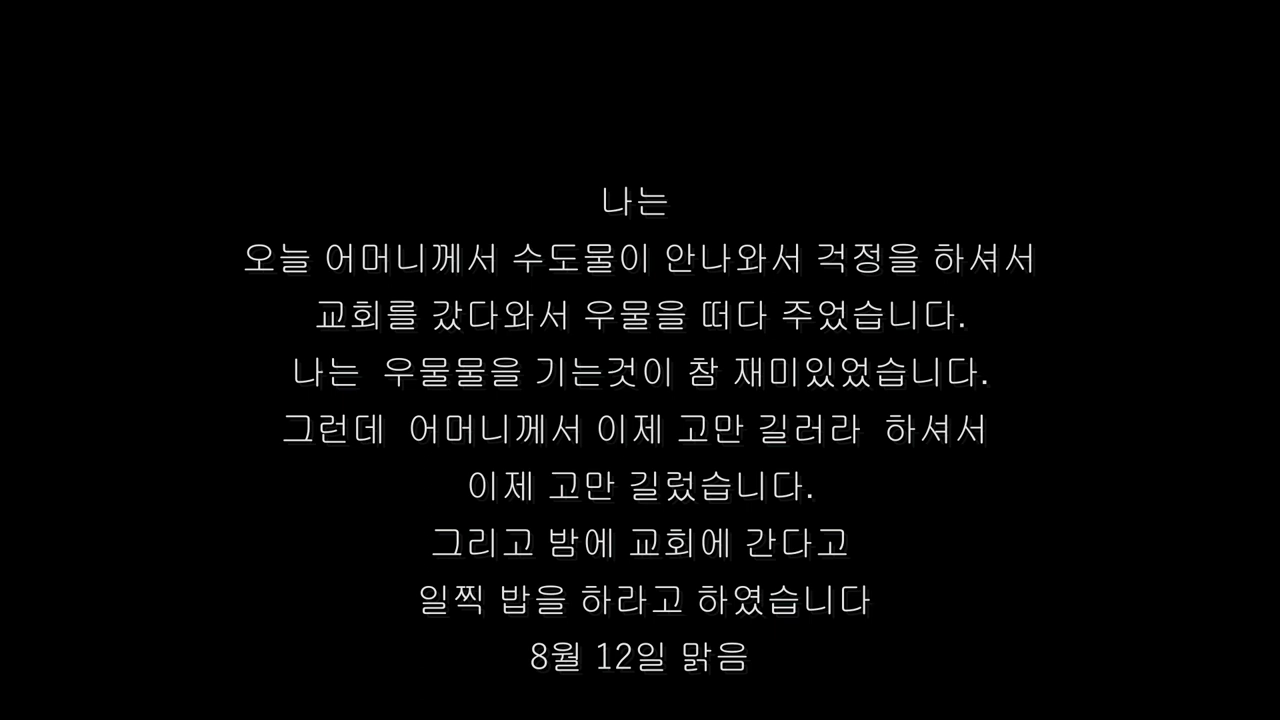 나는
오늘 어머니께서 수도물이 안나와서 걱정을 하셔서
교회를 갔다와서 우물을 떠다 주었습니다.
나는 우물물을 기는것이 참 재미있었습니다.
그런데 어머니께서 이제 고만 길러라 하셔서
이제 고만 길렀습니다.
그리고 밤에 교회에 간다고
일찍 밥을 하라고 하였습니다
8월 12일 맑음